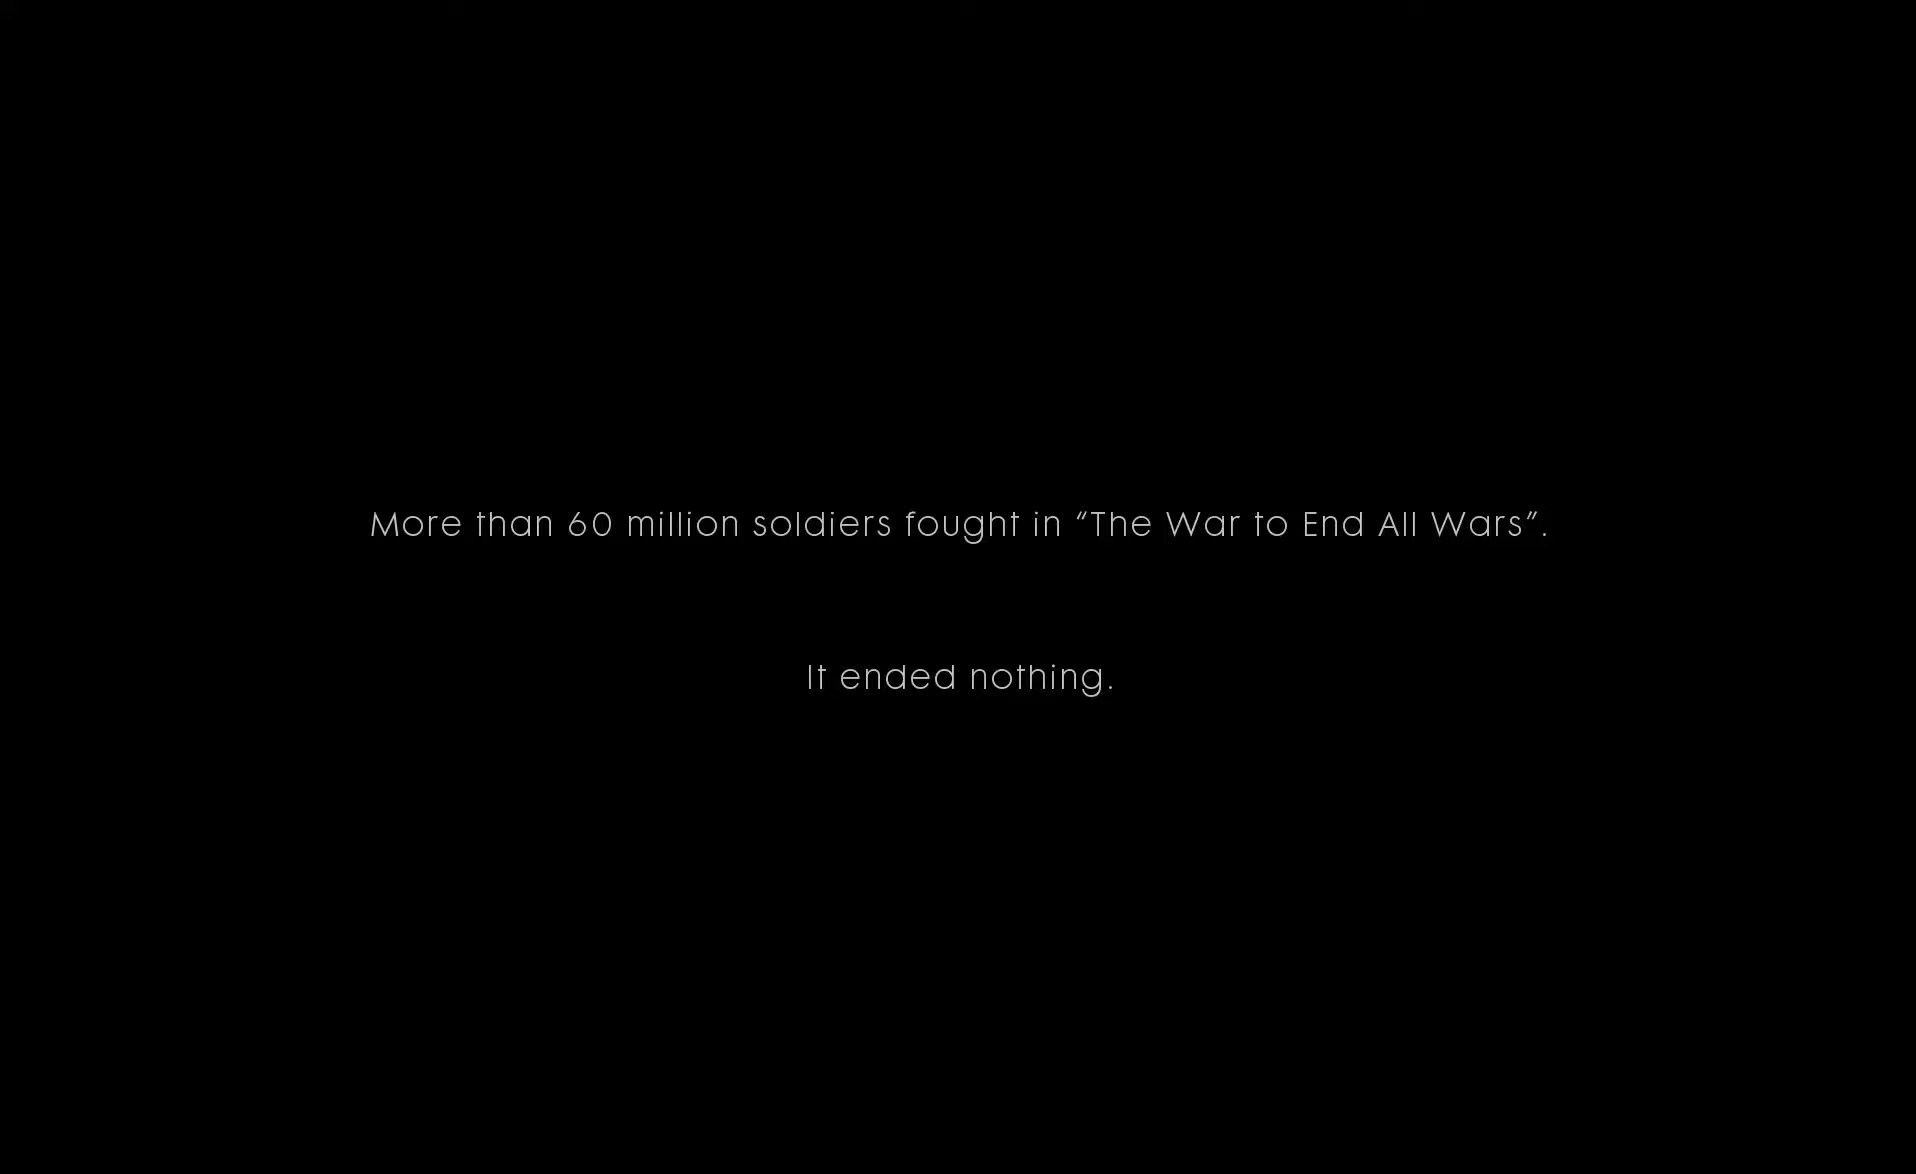 More than 60 million soldiers fought in “The War to End All Wars”.
It ended nothing.